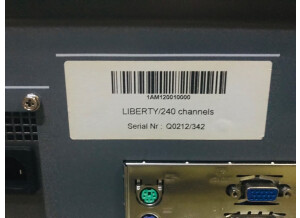 1AM120010000
LIBERTY/240 channels
Serial Nr : Q0212/342